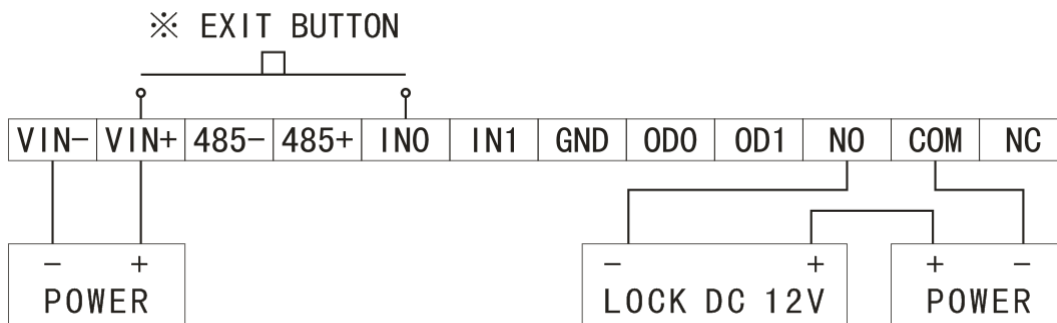 ※ EXIT BUTTON
VIN- VIN+ 485- 485+ IN0 IN1 GND OD0 OD1 NO COM NC
- + - + + -
POWER LOCK DC 12V POWER